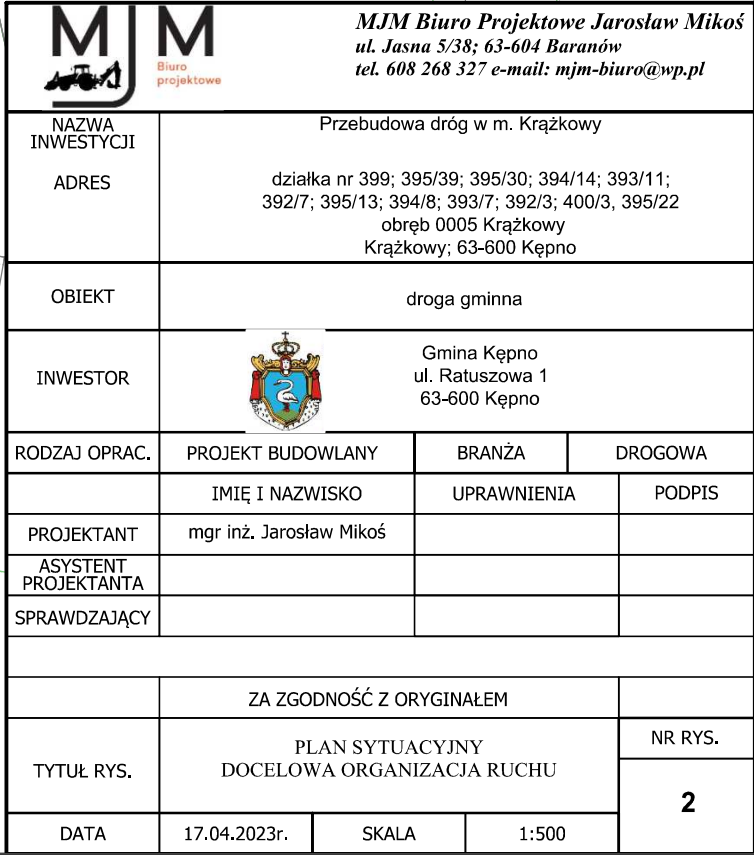 MJM
Biuro
projektowe
MJM Biuro Projektowe Jarosław Mikoś
ul. Jasna 5/38; 63-604 Baranów
tel. 608 268 327 e-mail: mjm-biuro@wp.pl
NAZWA
INWESTYCJI
Przebudowa dróg w m. Krążkowy
ADRES
działka nr 399; 395/39; 395/30; 394/14; 393/11;
392/7; 395/13; 394/8; 393/7; 392/3; 400/3, 395/22
obręb 0005 Krążkowy
Krążkowy; 63-600 Kępno
OBIEKT
droga gminna
INWESTOR
Gmina Kępno
ul. Ratuszowa 1
63-600 Kępno
RODZAJ OPRAC. PROJEKT BUDOWLANY BRANŻA DROGOWA
IMIĘ I NAZWISKO UPRAWNIENIA PODPIS
PROJEKTANT mgr inż. Jarosław Mikoś
ASYSTENT
PROJEKTANTA
SPRAWDZAJĄCY
ZA ZGODNOŚĆ Z ORYGINAŁEM
TYTUŁ RYS.
PLAN SYTUACYJNY
DOCELOWA ORGANIZACJA RUCHU
NR RYS.
2
DATA 17.04.2023r. SKALA 1:500